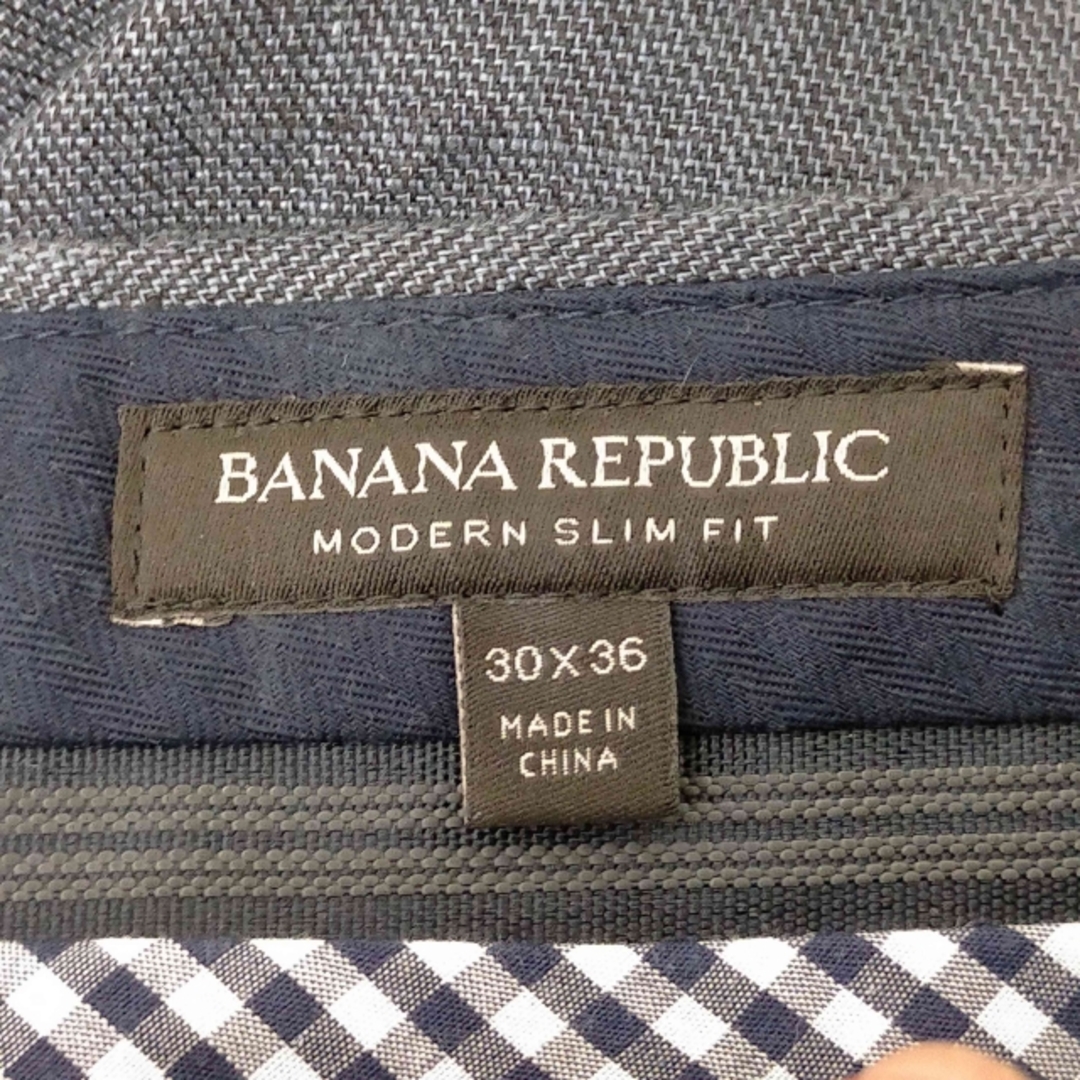 BANANA REPUBLIC
MODERN SLIM FIT
30X36
MADE IN
CHINA